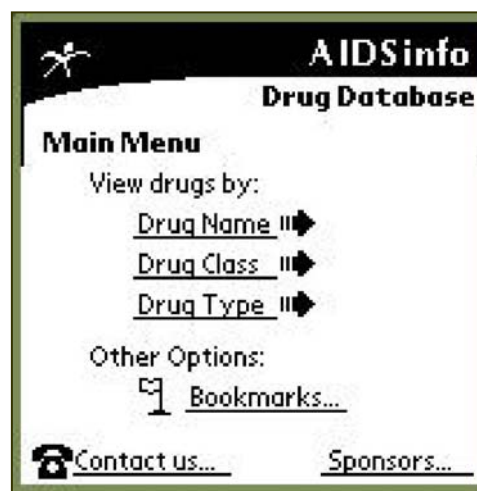 AIDSinfo
Drug Database
Main Menu
View drugs by:
Drug Name
Drug Class
Drug Type
Other Options:
Bookmarks...
Contact us... Sponsors...